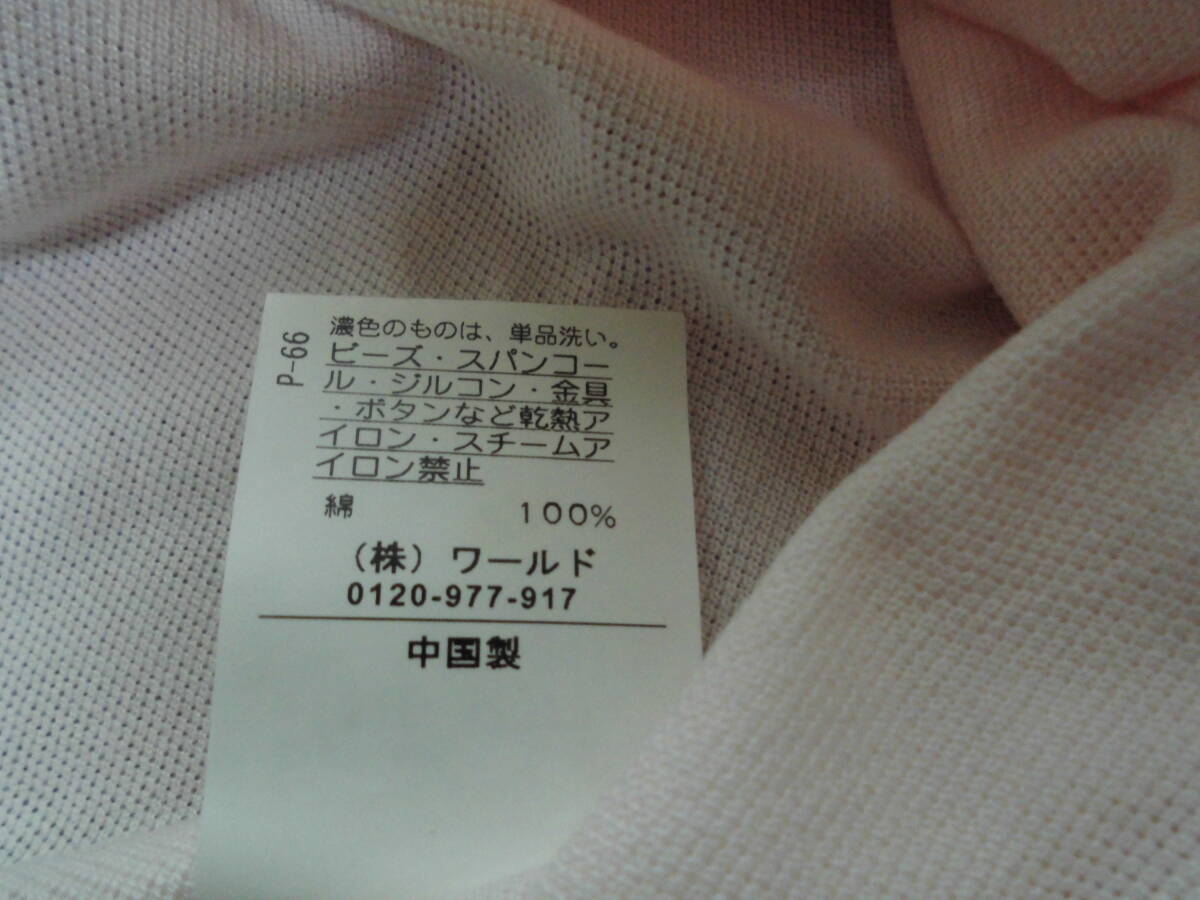 P-66
濃色のものは、単品洗い。
ビーズ・スパンコー
ル・ジルコン・金具
・ボタンなど乾熱ア
イロン・スチームア
イロン禁止
綿 100%
(株)ワールド
0120-977-917
中国製